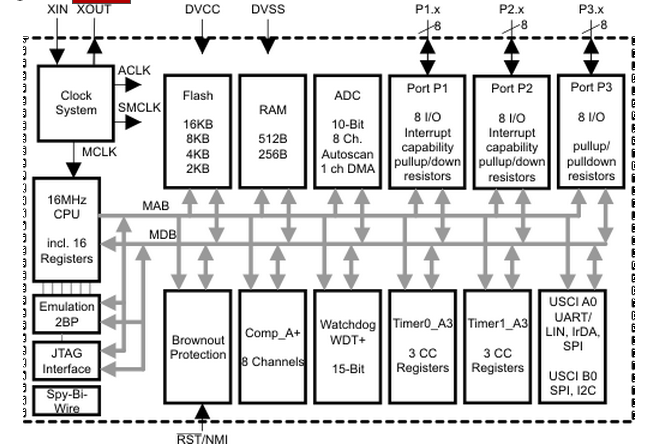 XIN XOUT DVCC DVSS P1.x P2.x P3.x
8 8 8
ACLK
Clock
System
SMCLK
MCLK
Flash
16KB
8KB
4KB
2KB
RAM
512B
256B
ADC
10-Bit
8 Ch.
Autoscan
1 ch DMA
Port P1
8 I/O
Interrupt
capability
pullup/down
resistors
Port P2
8 I/O
Interrupt
capability
pullup/down
resistors
Port P3
8 I/O
pullup/
pulldown
resistors
16MHz
CPU
incl. 16
Registers
MAB
MDB
Emulation
2BP
JTAG
Interface
Spy-Bi-
Wire
Brownout
Protection
Comp_A+
8 Channels
Watchdog
WDT+
15-Bit
Timer0_A3
3 CC
Registers
Timer1_A3
3 CC
Registers
USCI A0
UART/
LIN, IrDA,
SPI
USCI B0
SPI, I2C
RST/NMI